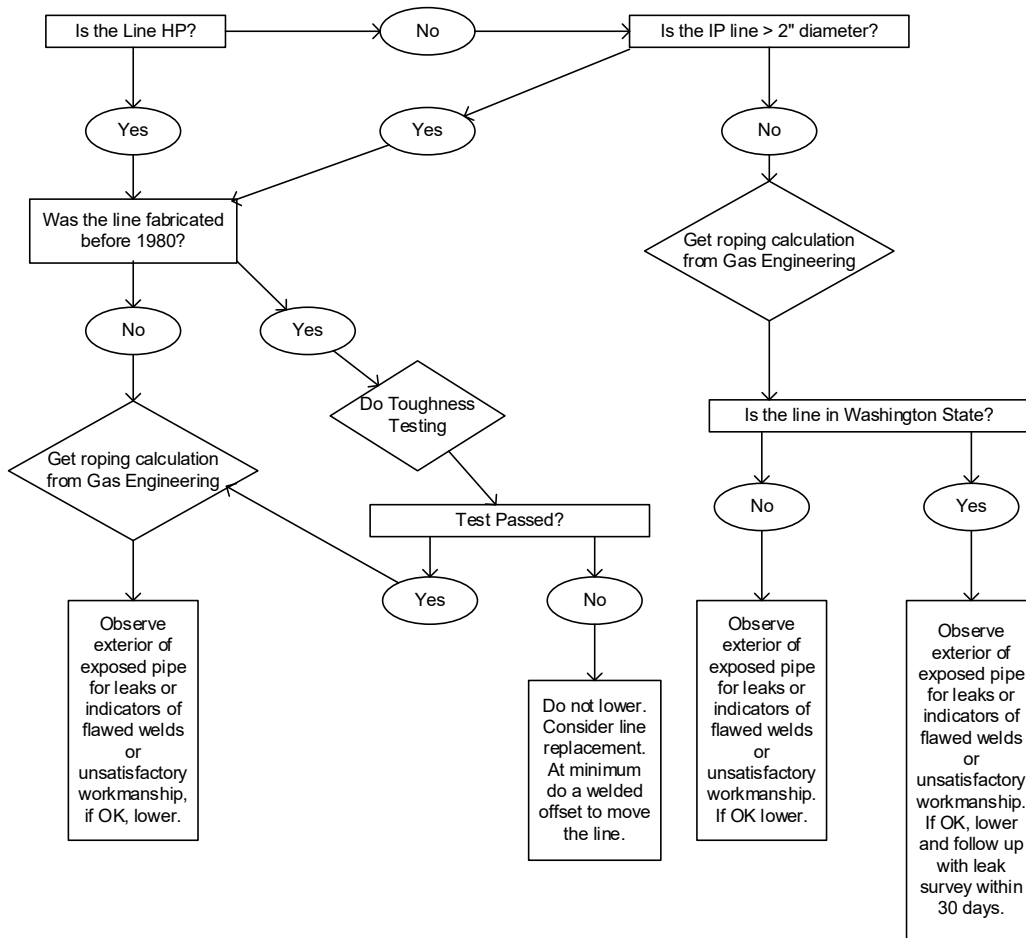 Is the Line HP?
No
Is the IP line > 2" diameter?
Yes
Yes
No
Was the line fabricated
before 1980?
Get roping calculation
from Gas Engineering
No
Yes
Do Toughness
Testing
Is the line in Washington State?
Get roping calculation
from Gas Engineering
No
Yes
Test Passed?
Yes
No
Observe
exterior of
exposed pipe
for leaks or
indicators of
flawed welds
or
unsatisfactory
workmanship,
if OK, lower.
Do not lower.
Consider line
replacement.
At minimum
do a welded
offset to move
the line.
Observe
exterior of
exposed pipe
for leaks or
indicators of
flawed welds
or
unsatisfactory
workmanship.
If OK lower.
Observe
exterior of
exposed pipe
for leaks or
indicators of
flawed welds
or
unsatisfactory
workmanship.
If OK, lower
and follow up
with leak
survey within
30 days.